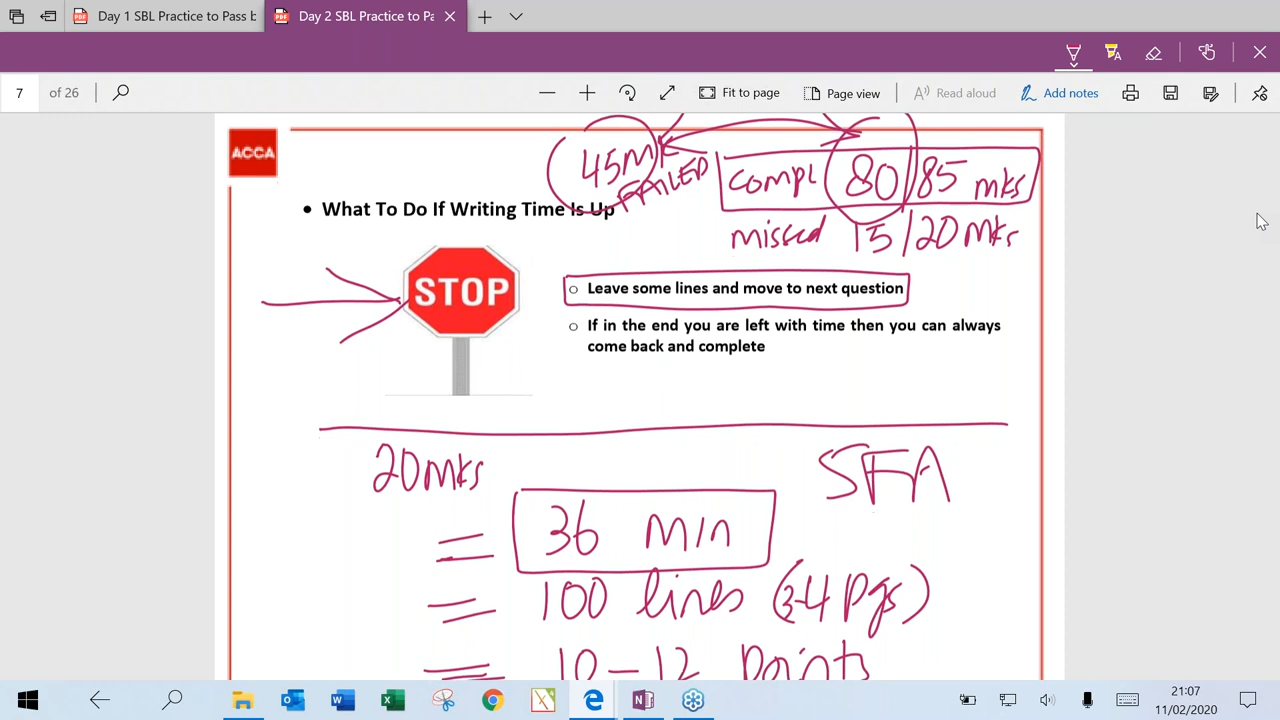 Day 1 SBL Practice to Pass b
Day 2 SBL Practice to Pa
7 of 26
Fit to page
Page view
Read aloud
Add notes
ACCA
45Mk
FAILED
compl 80/85 mks
missed 15/20 Mks
• What To Do If Writing Time Is Up
STOP
o Leave some lines and move to next question
o If in the end you are left with time then you can always
come back and complete
20 Mks
SFA
= 36 Min
= 100 lines (3-4 pgs)
= 10-12 Points
21:07
11/02/2020